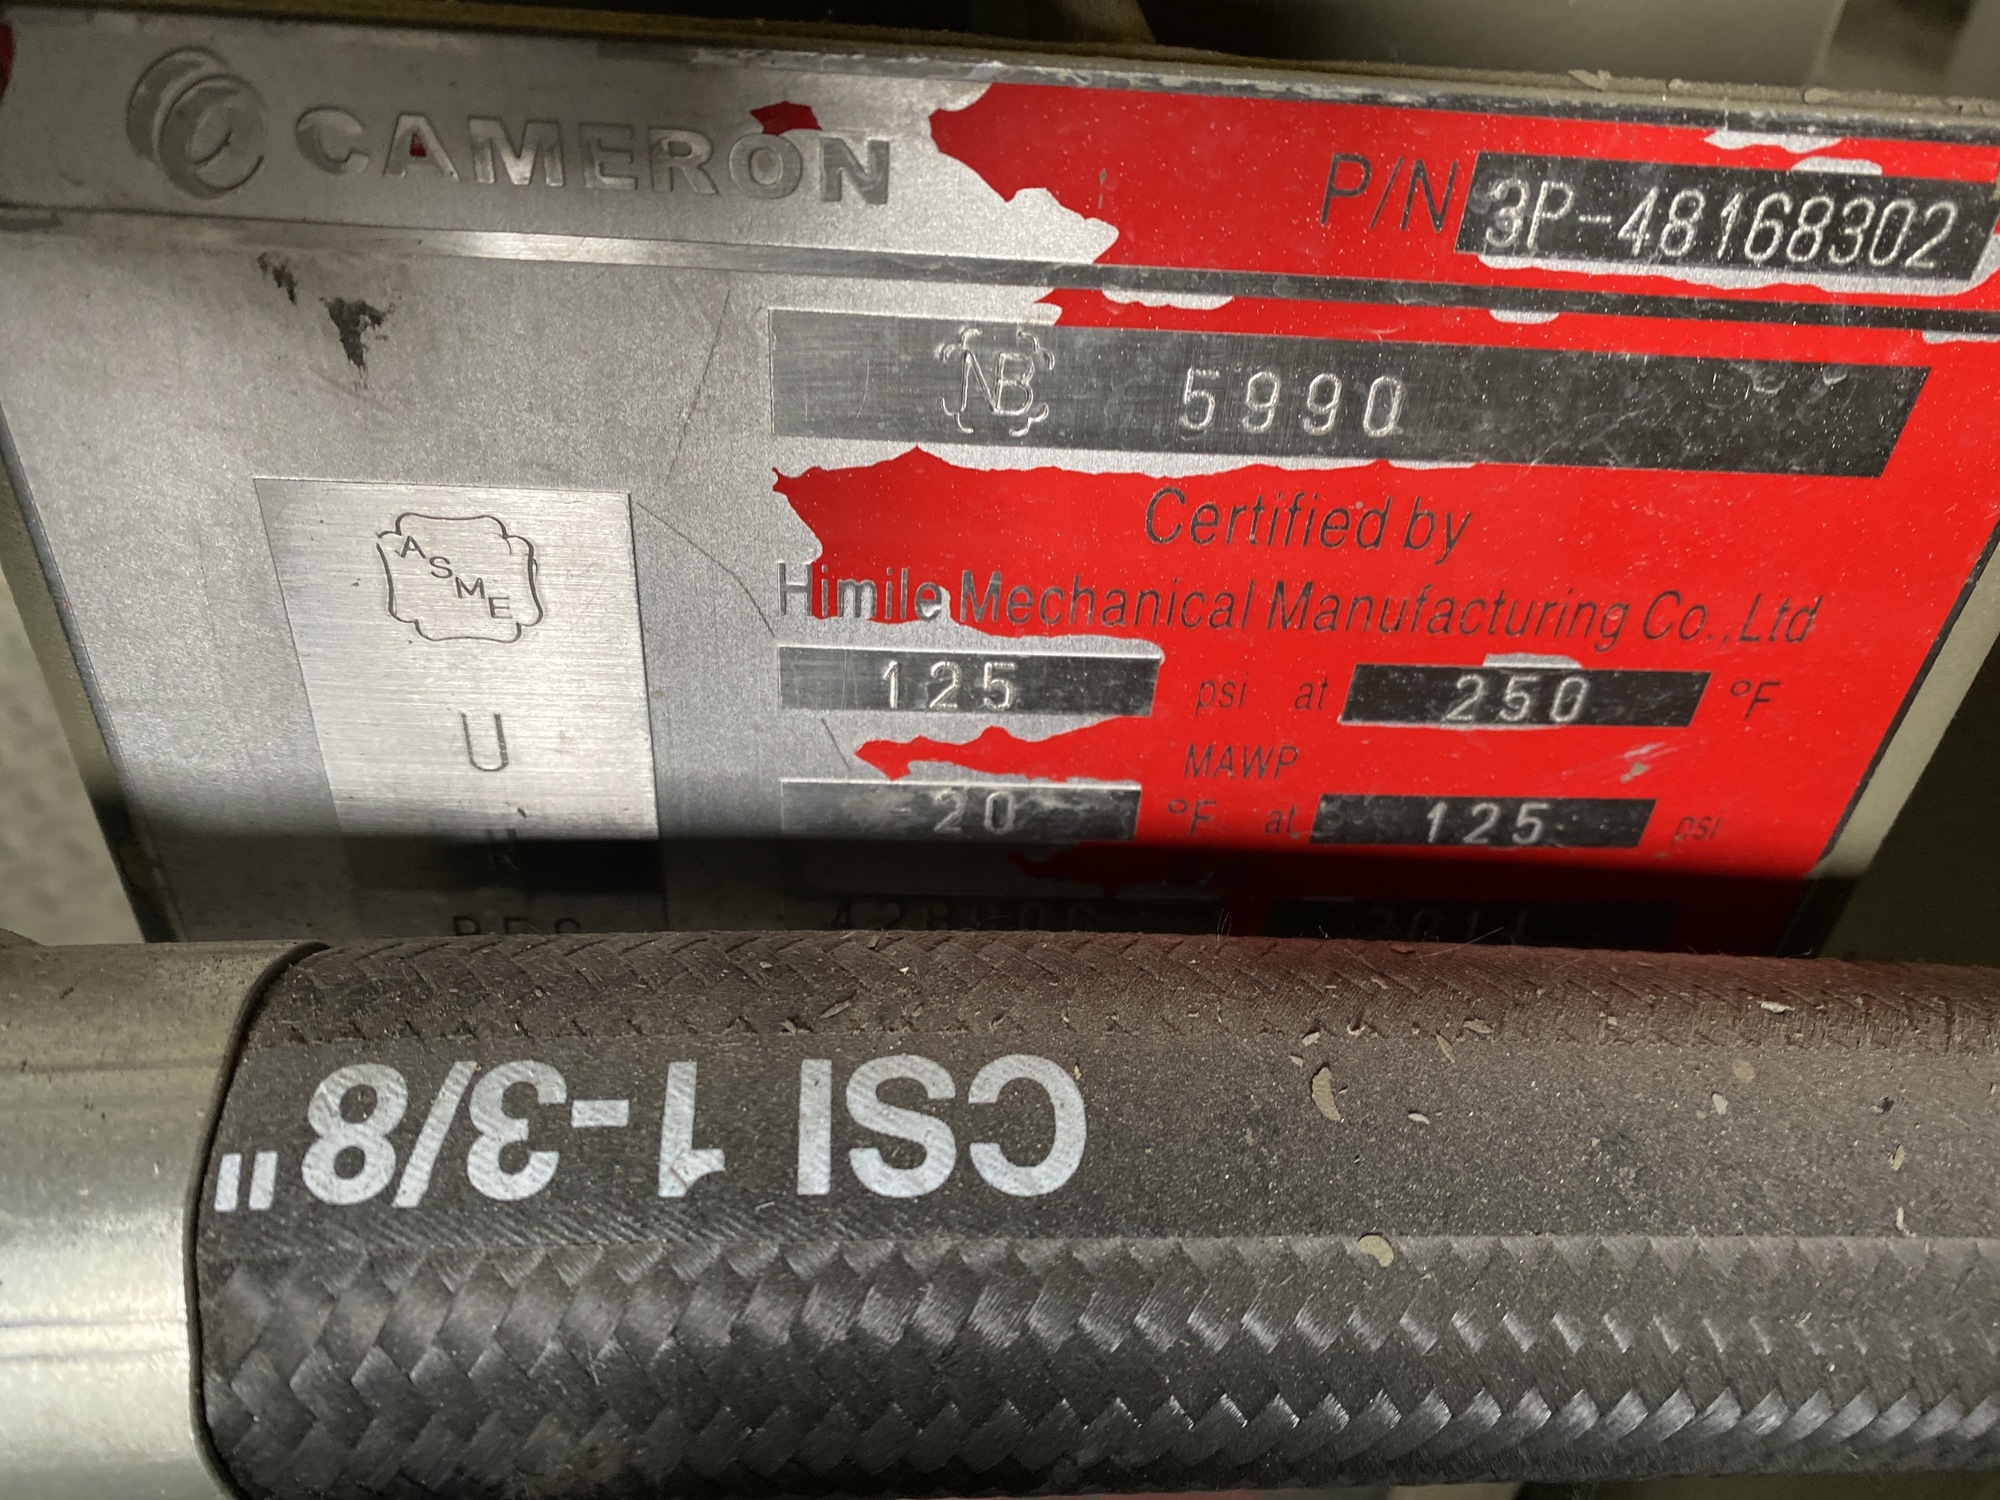 CAMERON
P/N 3P-48168302
NB 5990
Certified by
Himile Mechanical Manufacturing Co.,Ltd
ASME
U
125 psi at 250 °F
MAWP
20 °F at 125 psi
CSI 1-3/8"